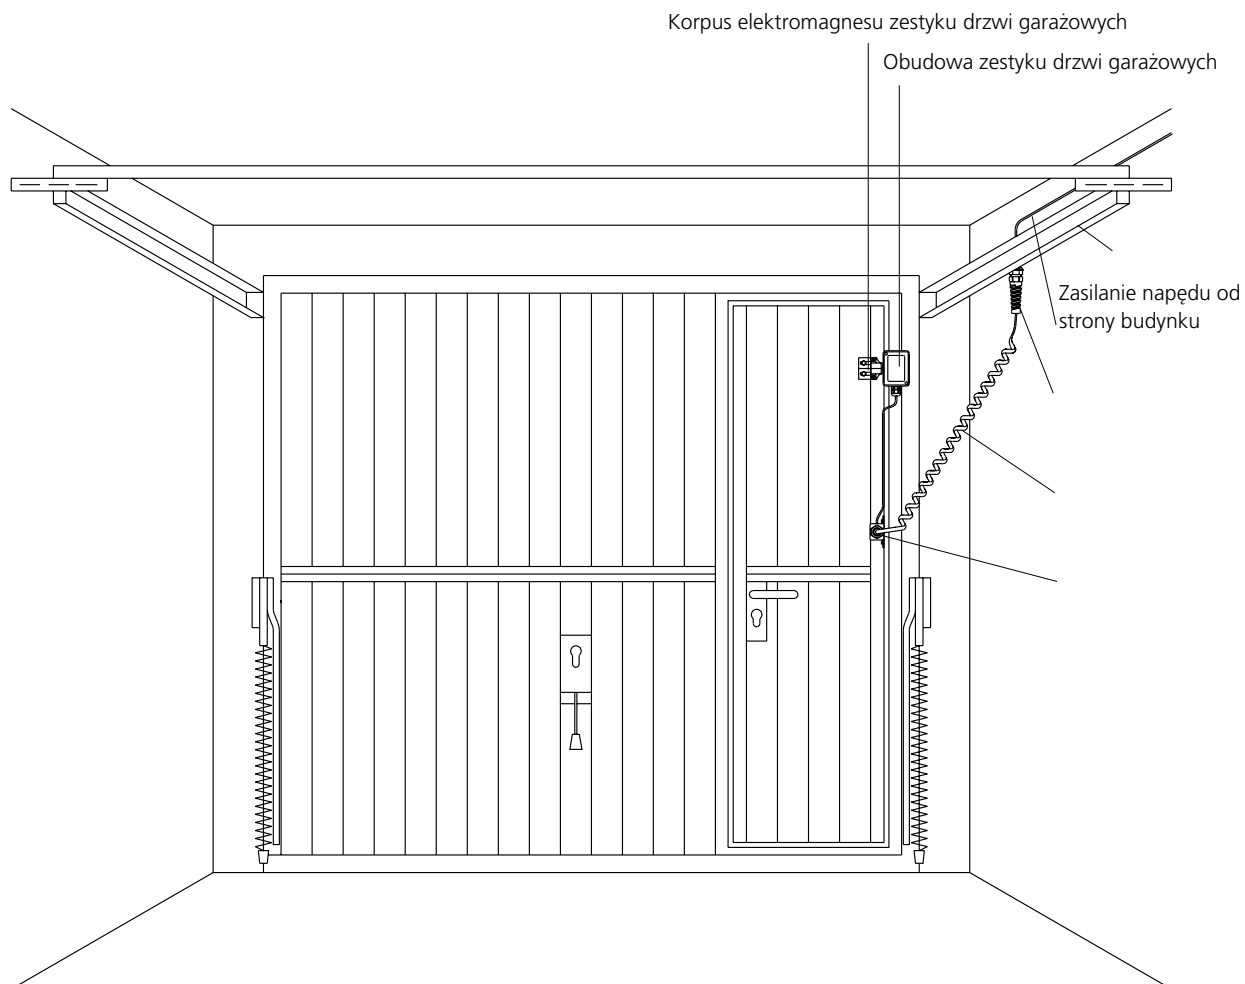 Korpus elektromagnesu zestyku drzwi garażowych
Obudowa zestyku drzwi garażowych
Zasilanie napędu od
strony budynku